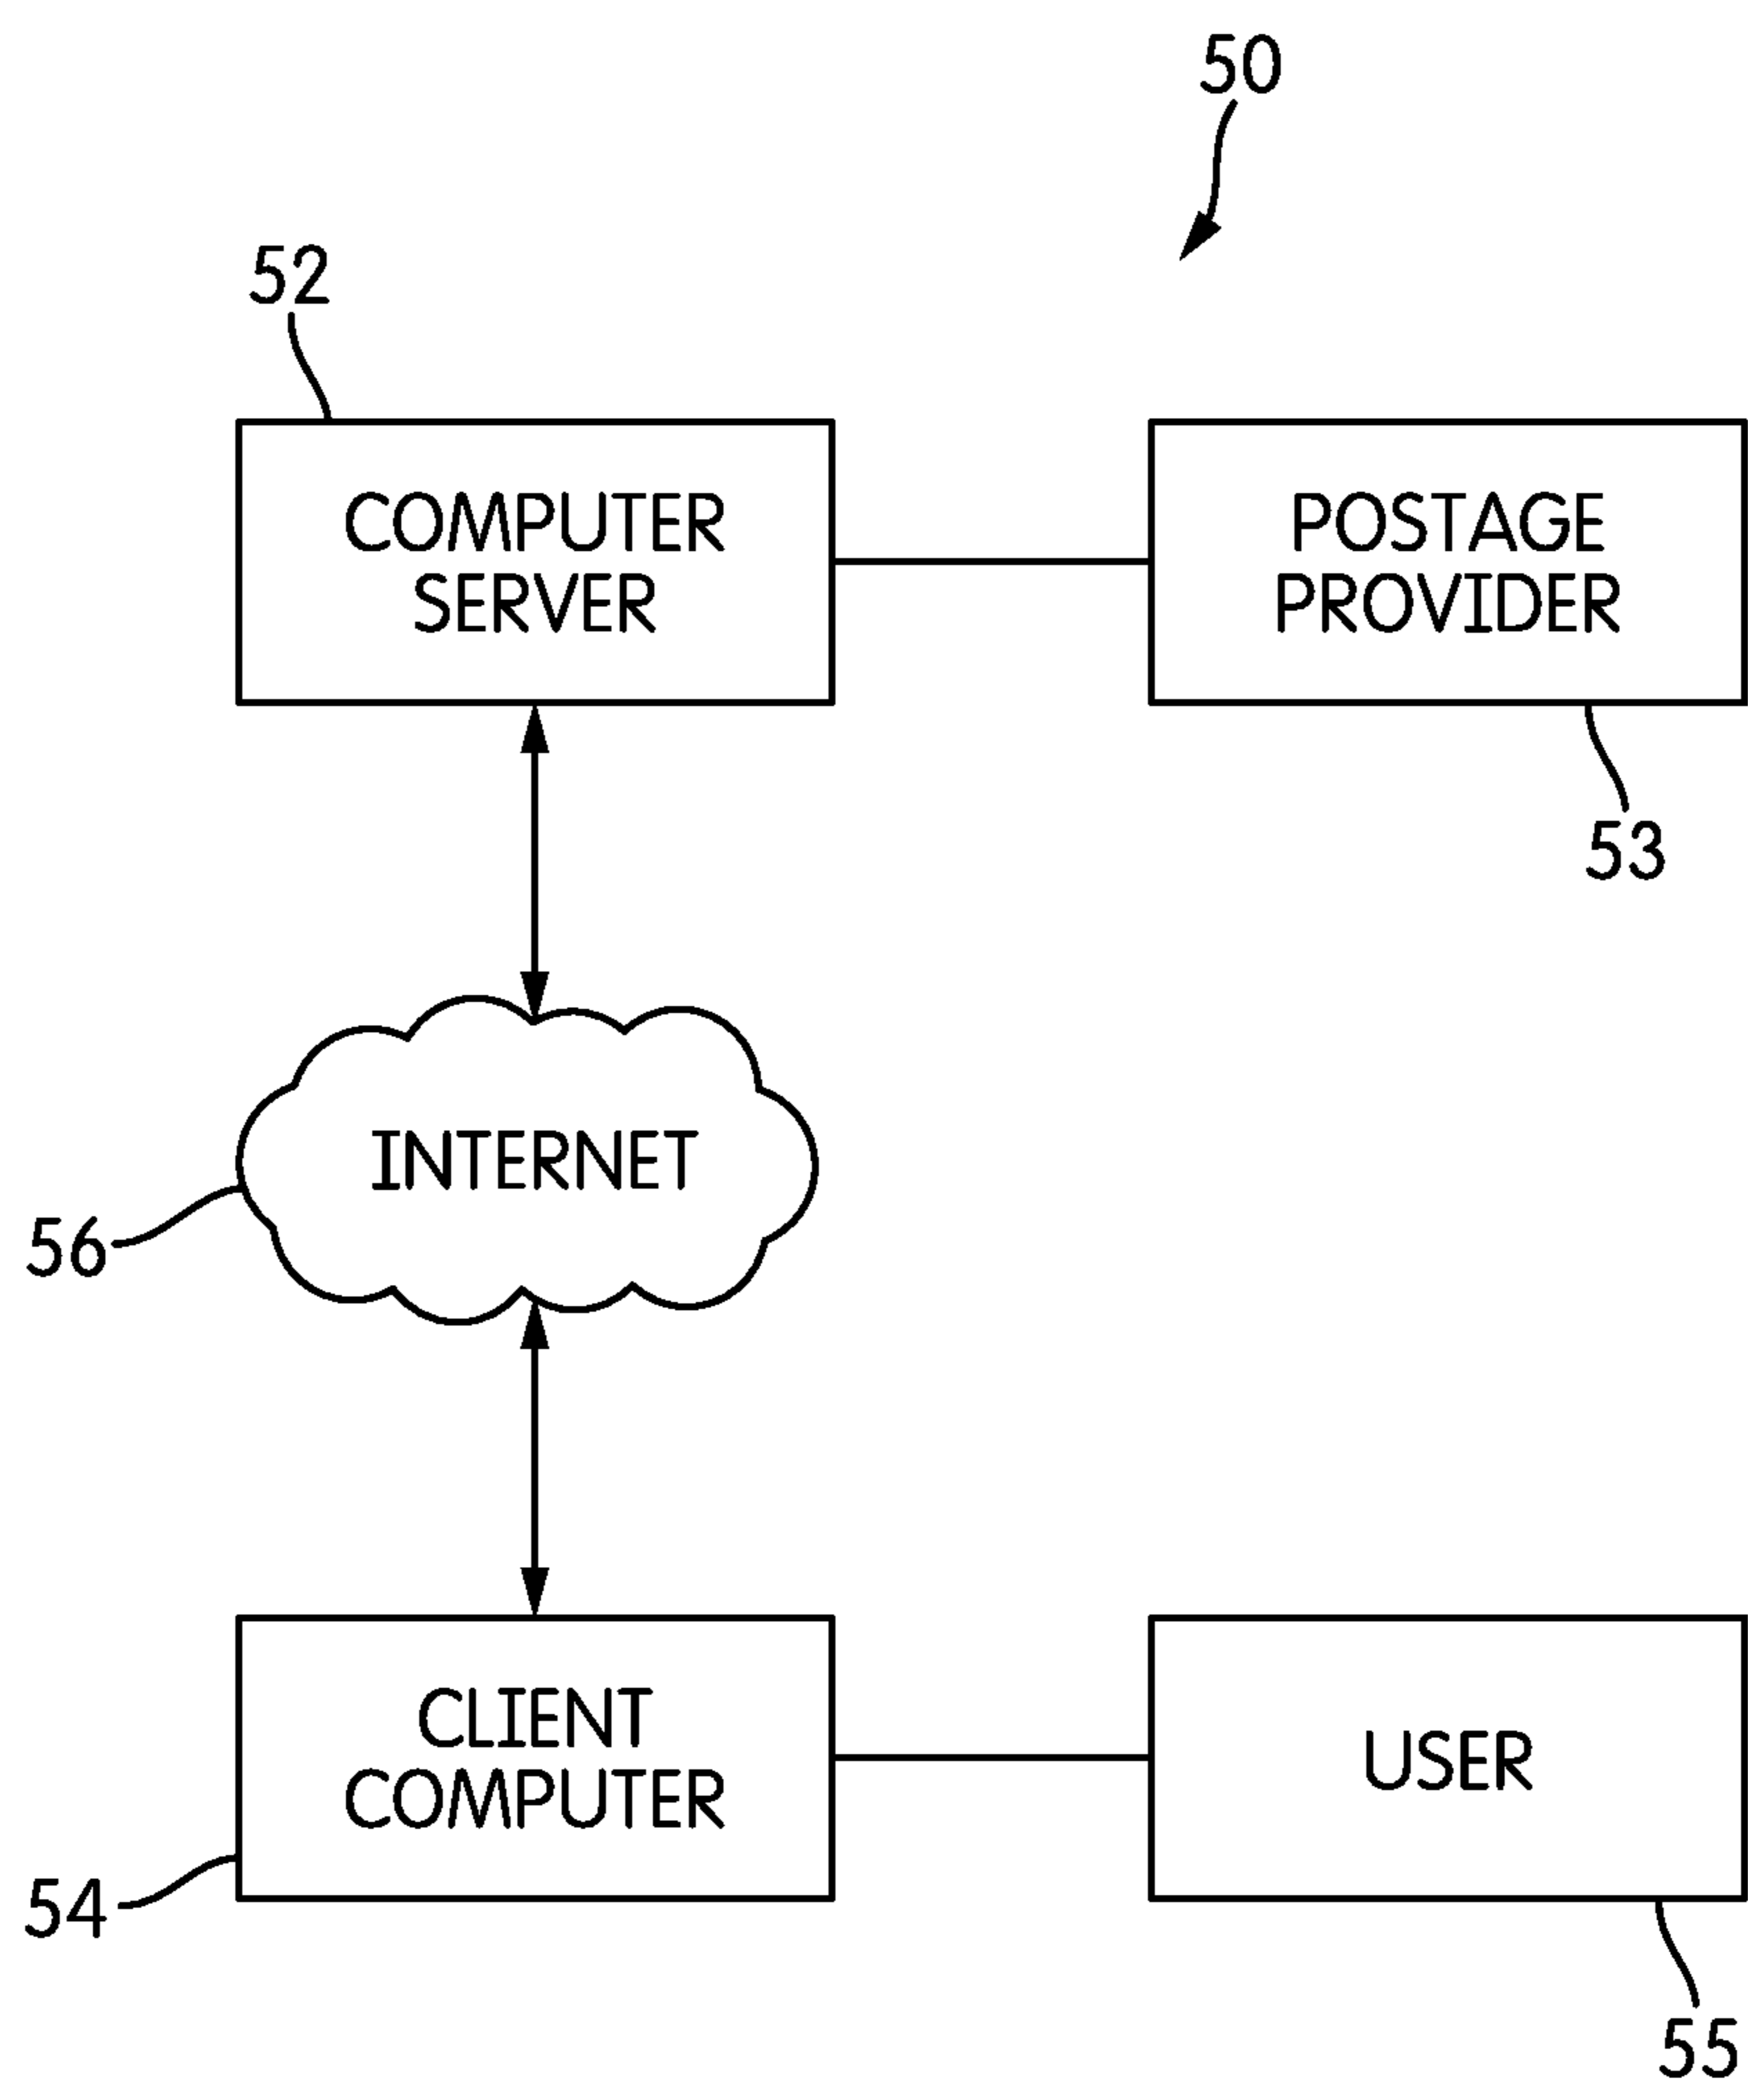 50
52
COMPUTER
SERVER
POSTAGE
PROVIDER
53
INTERNET
56
CLIENT
COMPUTER
USER
54
55